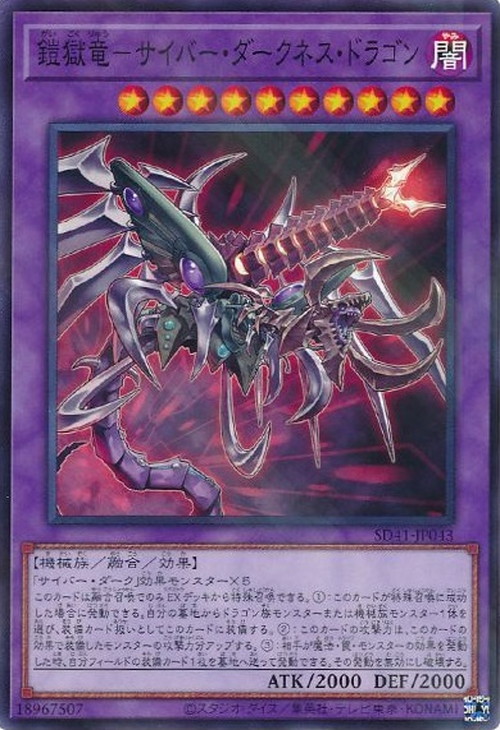 鎧獄竜－サイバー・ダークネス・ドラゴン
闇
SD41-JP043
【機械族／融合／効果】
「サイバー・ダーク」効果モンスター×5
このカードは融合召喚でのみEXデッキから特殊召喚できる。①：このカードが特殊召喚に成功
した場合に発動できる。自分の墓地からドラゴン族モンスターまたは機械族モンスター1体を
選び、装備カード扱いとしてこのカードに装備する。②：このカードの攻撃力は、このカードの
効果で装備したモンスターの攻撃力分アップする。③：相手が魔法・罠・モンスターの効果を発動
した時、自分フィールドの装備カード1枚を墓地へ送って発動できる。その発動を無効にし破壊する。
ATK/2000 DEF/2000
18967507
©スタジオ・ダイス／集英社・テレビ東京・KONAMI